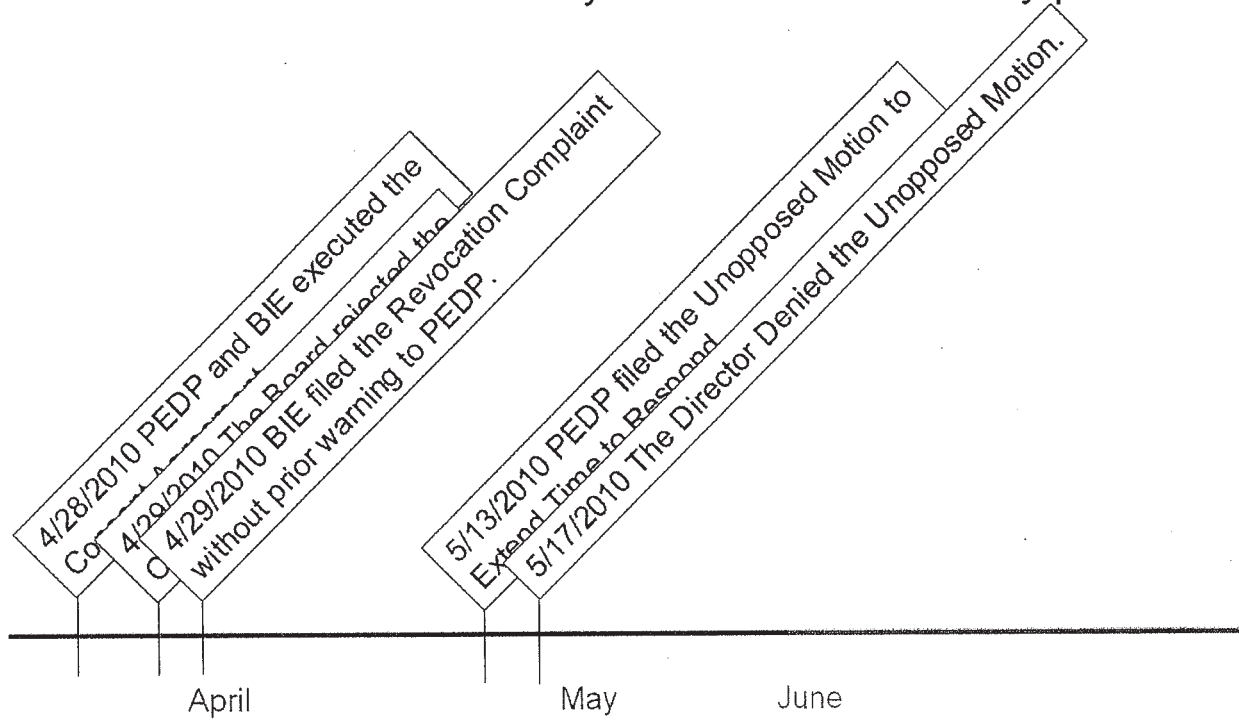 4/28/2010 PEDP and BIE executed the
4/29/2010 The Board rejected the
C
4/29/2010 BIE filed the Revocation Complaint
without prior warning to PEDP.
5/13/2010 PEDP filed the Unopposed Motion to
Extend Time to Respond
5/17/2010 The Director Denied the Unopposed Motion.
April
May
June